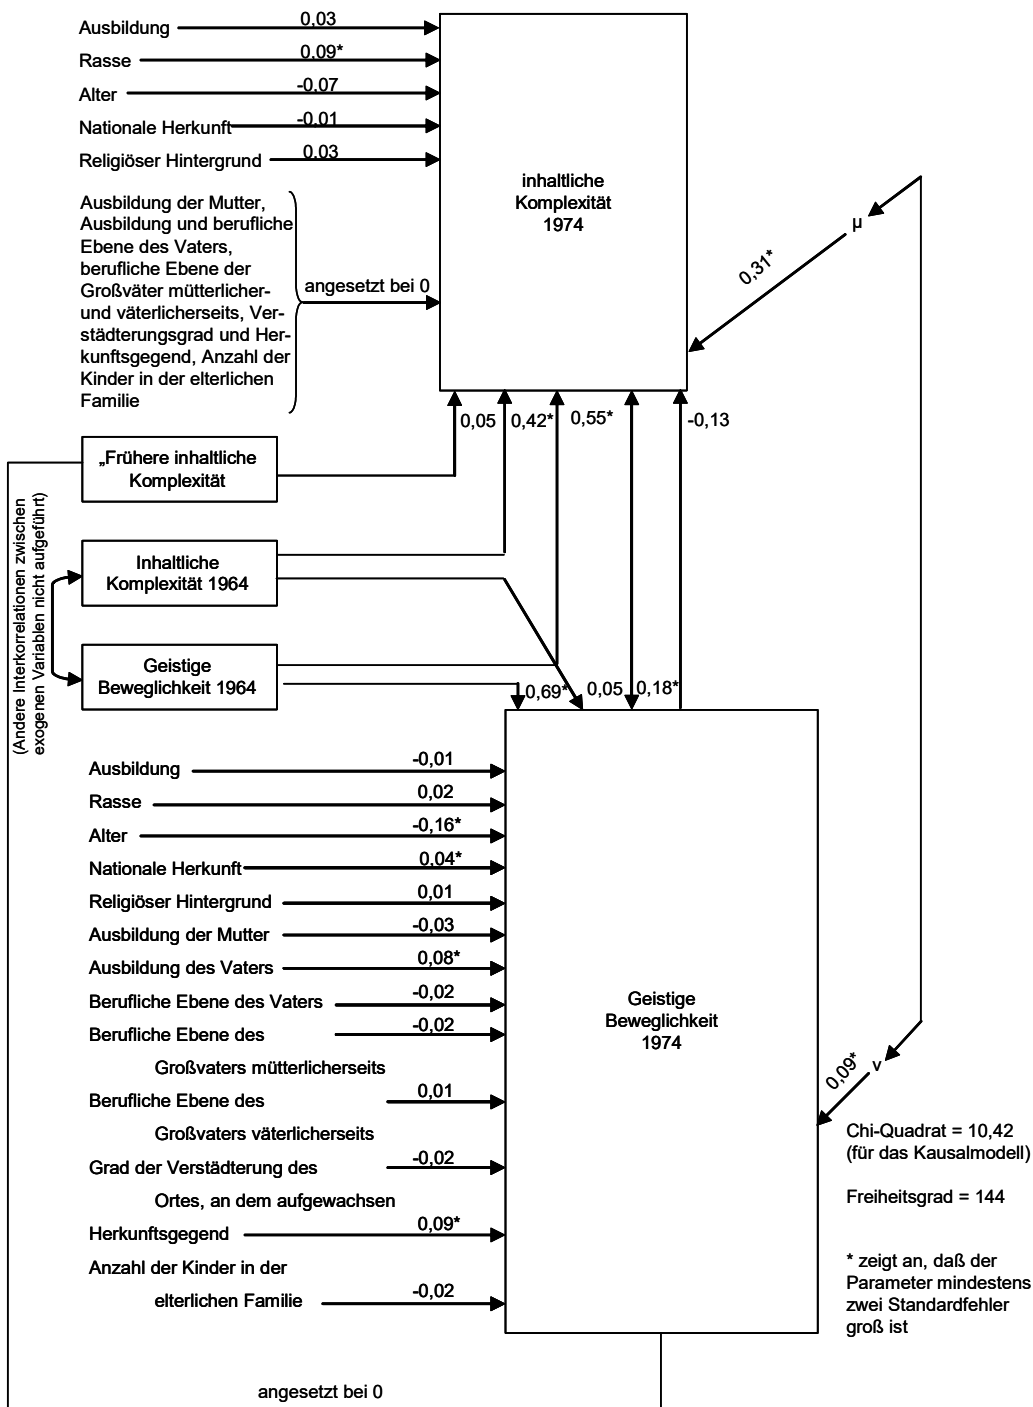 Ausbildung 0,03
Rasse 0,09*
Alter -0,07
Nationale Herkunft -0,01
Religiöser Hintergrund 0,03
inhaltliche
Komplexität
1974
Ausbildung der Mutter,
Ausbildung und berufliche
Ebene des Vaters,
berufliche Ebene der
Großväter mütterlicher-
und väterlicherseits, Ver-
städterungsgrad und Her-
kunftsgegend, Anzahl der
Kinder in der elterlichen
Familie
angesetzt bei 0
µ
0,31*
0,05 0,42* 0,55* -0,13
„Frühere inhaltliche
Komplexität
(Andere Interkorrelationen zwischen
exogenen Variablen nicht aufgeführt)
Inhaltliche
Komplexität 1964
Geistige
Beweglichkeit 1964
0,69* 0,05 0,18*
Ausbildung -0,01
Rasse 0,02
Alter -0,16*
Nationale Herkunft 0,04*
Religiöser Hintergrund 0,01
Ausbildung der Mutter -0,03
Ausbildung des Vaters 0,08*
Berufliche Ebene des Vaters -0,02
Berufliche Ebene des -0,02
Großvaters mütterlicherseits
Berufliche Ebene des 0,01
Großvaters väterlicherseits
Grad der Verstädterung des -0,02
Ortes, an dem aufgewachsen
Herkunftsgegend 0,09*
Anzahl der Kinder in der
elterlichen Familie -0,02
Geistige
Beweglichkeit
1974
0,09*
ν
Chi-Quadrat = 10,42
(für das Kausalmodell)
Freiheitsgrad = 144
* zeigt an, daß der
Parameter mindestens
zwei Standardfehler
groß ist
angesetzt bei 0